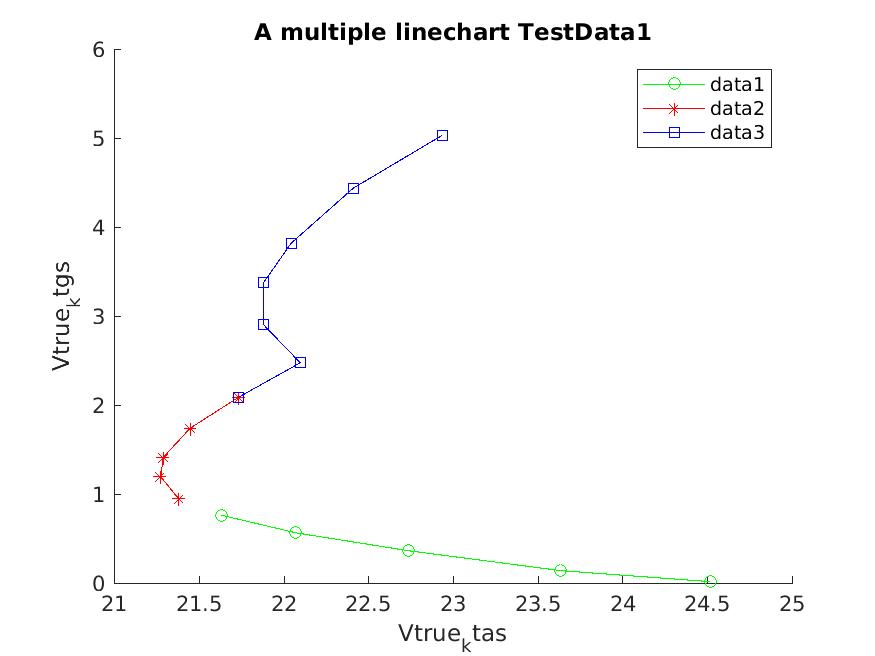 A multiple linechart TestData1
data1
data2
data3
6
5
4
3
2
1
0
Vtrue_ktgs
21 21.5 22 22.5 23 23.5 24 24.5 25
Vtrue_ktas